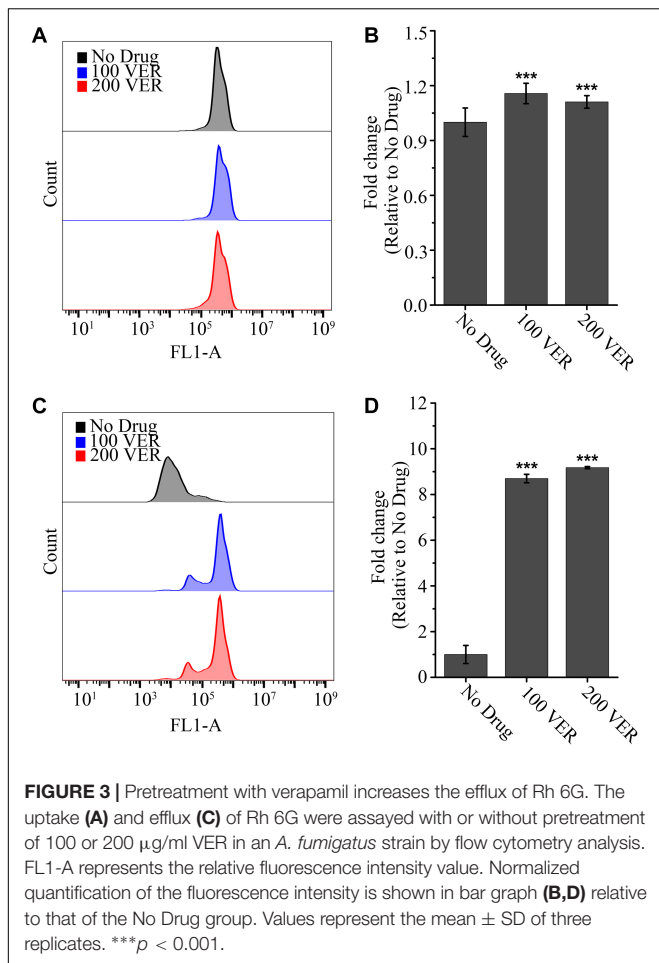 A
No Drug
100 VER
200 VER
Count
10¹ 10³ 10⁵ 10⁷ 10⁹
FL1-A
B
Fold change
(Relative to No Drug)
1.5
1.2
0.9
0.6
0.3
0.0
***
***
No Drug
100 VER
200 VER
C
No Drug
100 VER
200 VER
Count
10¹ 10³ 10⁵ 10⁷ 10⁹
FL1-A
D
Fold change
(Relative to No Drug)
12
10
8
6
4
2
0
***
***
No Drug
100 VER
200 VER
FIGURE 3 | Pretreatment with verapamil increases the efflux of Rh 6G. The
uptake (A) and efflux (C) of Rh 6G were assayed with or without pretreatment
of 100 or 200 μg/ml VER in an A. fumigatus strain by flow cytometry analysis.
FL1-A represents the relative fluorescence intensity value. Normalized
quantification of the fluorescence intensity is shown in bar graph (B,D) relative
to that of the No Drug group. Values represent the mean ± SD of three
replicates. ***p < 0.001.